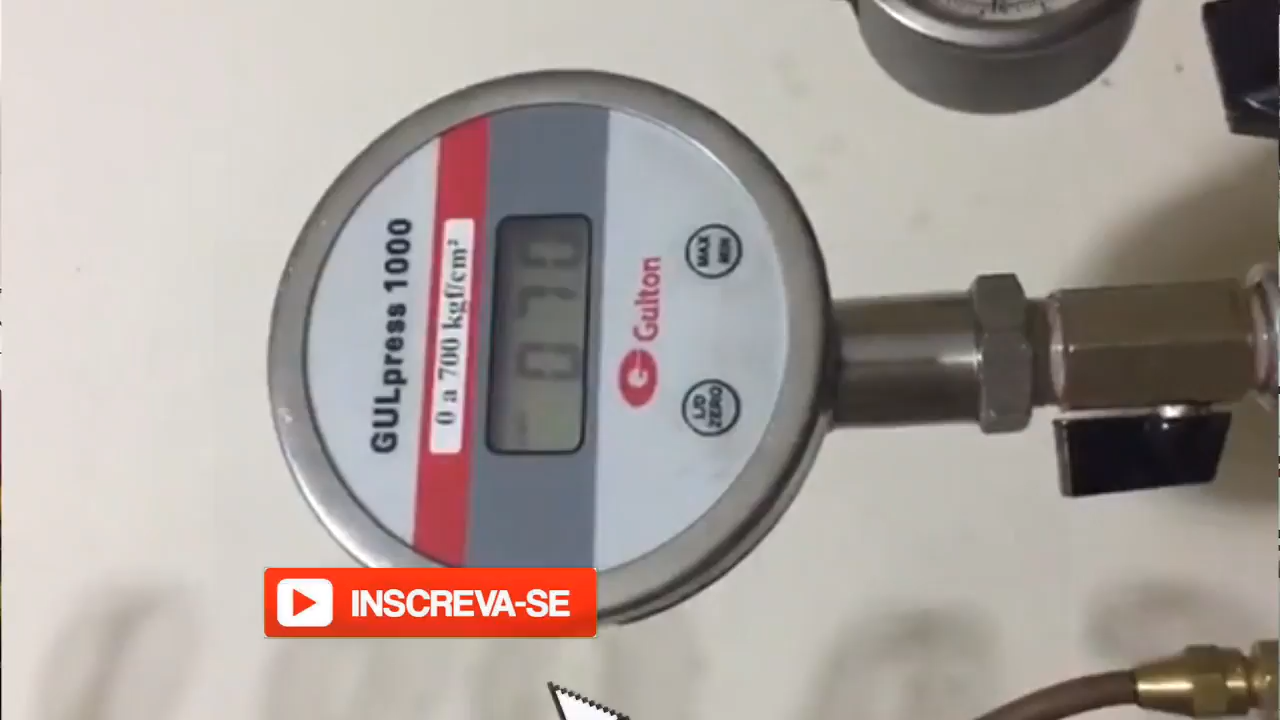 GULpress 1000
0 a 700 kgf/cm²
Gulton
L/O
ZERO
MAX
MIN
INSCREVA-SE